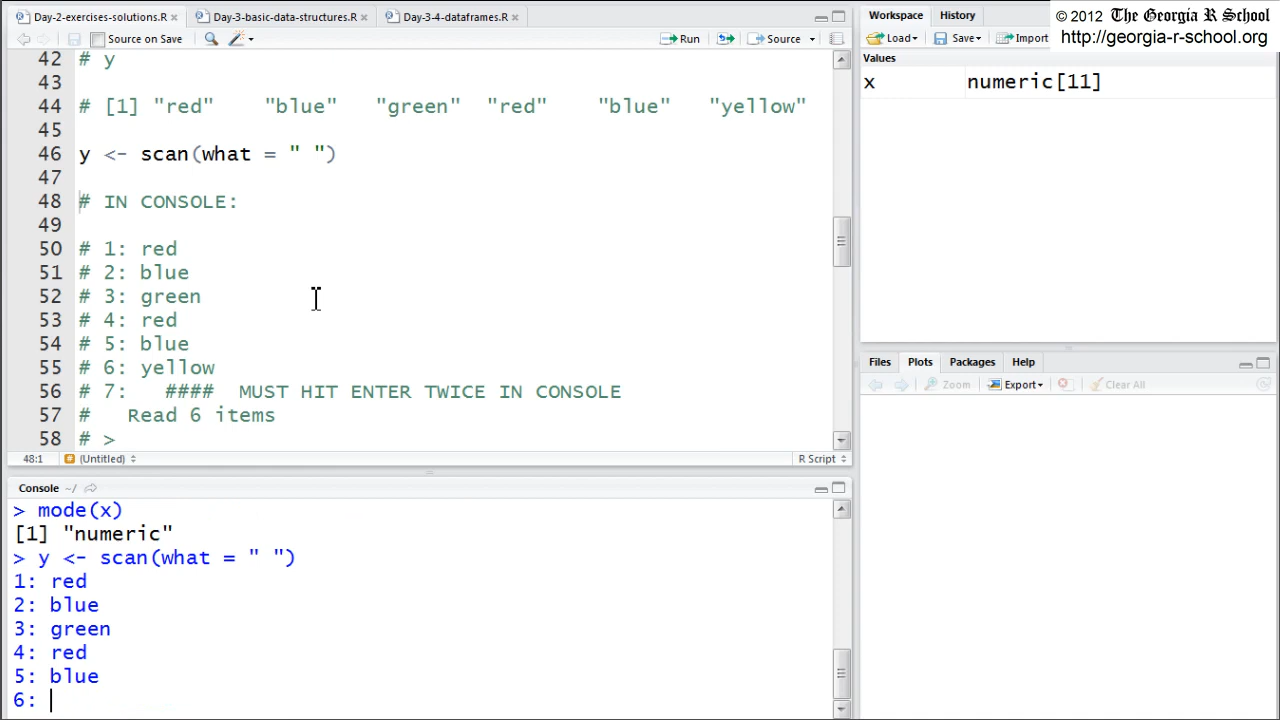 Day-2-exercises-solutions.R × Day-3-basic-data-structures.R × Day-3-4-dataframes.R ×
Source on Save Run Source
42 # y
43
44 # [1] "red"    "blue"   "green"  "red"    "blue"   "yellow"
45
46 y <- scan(what = " ")
47
48 # IN CONSOLE:
49
50 # 1: red
51 # 2: blue
52 # 3: green
53 # 4: red
54 # 5: blue
55 # 6: yellow
56 # 7:   ####  MUST HIT ENTER TWICE IN CONSOLE
57 #   Read 6 items
58 # >
48:1 (Untitled) R Script
Console ~/
> mode(x)
[1] "numeric"
> y <- scan(what = " ")
1: red
2: blue
3: green
4: red
5: blue
6:
Workspace History
© 2012 The Georgia R School
http://georgia-r-school.org
Load Save Import
Values
x numeric[11]
Files Plots Packages Help
Zoom Export Clear All